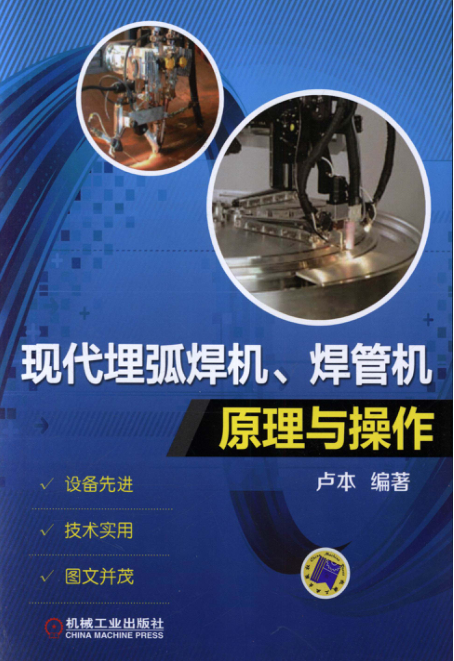 现代埋弧焊机、焊管机
原理与操作
卢本 编著
✓ 设备先进
✓ 技术实用
✓ 图文并茂
机械工业出版社
CHINA MACHINE PRESS